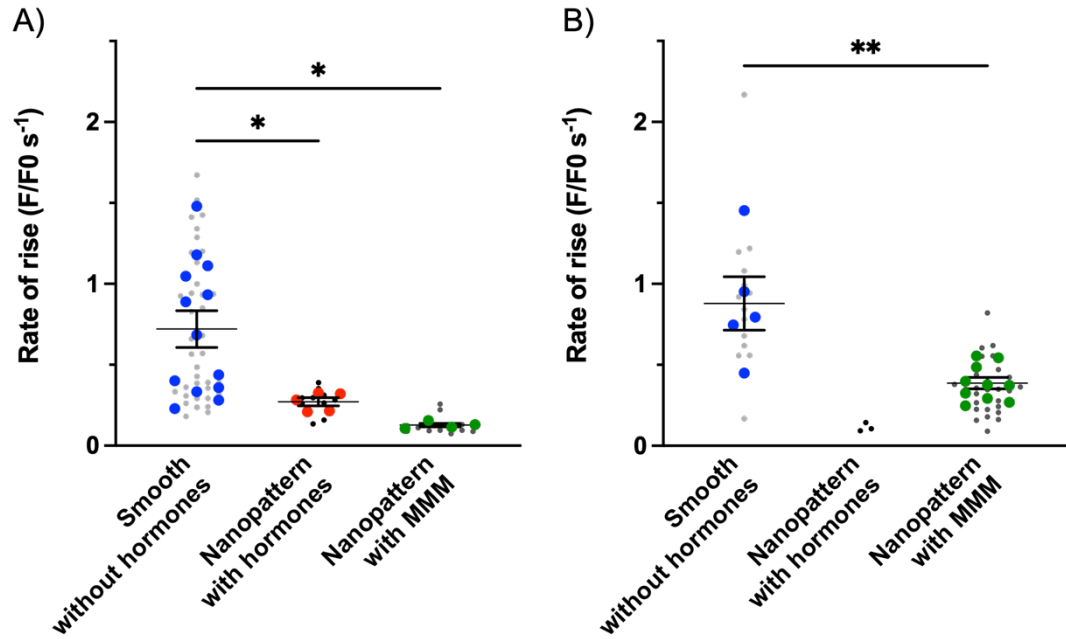 A)
Rate of rise (F/F0 s⁻¹)
2
1
0
*
*
Smooth
without hormones
Nanopattern
with hormones
Nanopattern
with MMM
B)
Rate of rise (F/F0 s⁻¹)
2
1
0
**
Smooth
without hormones
Nanopattern
with hormones
Nanopattern
with MMM